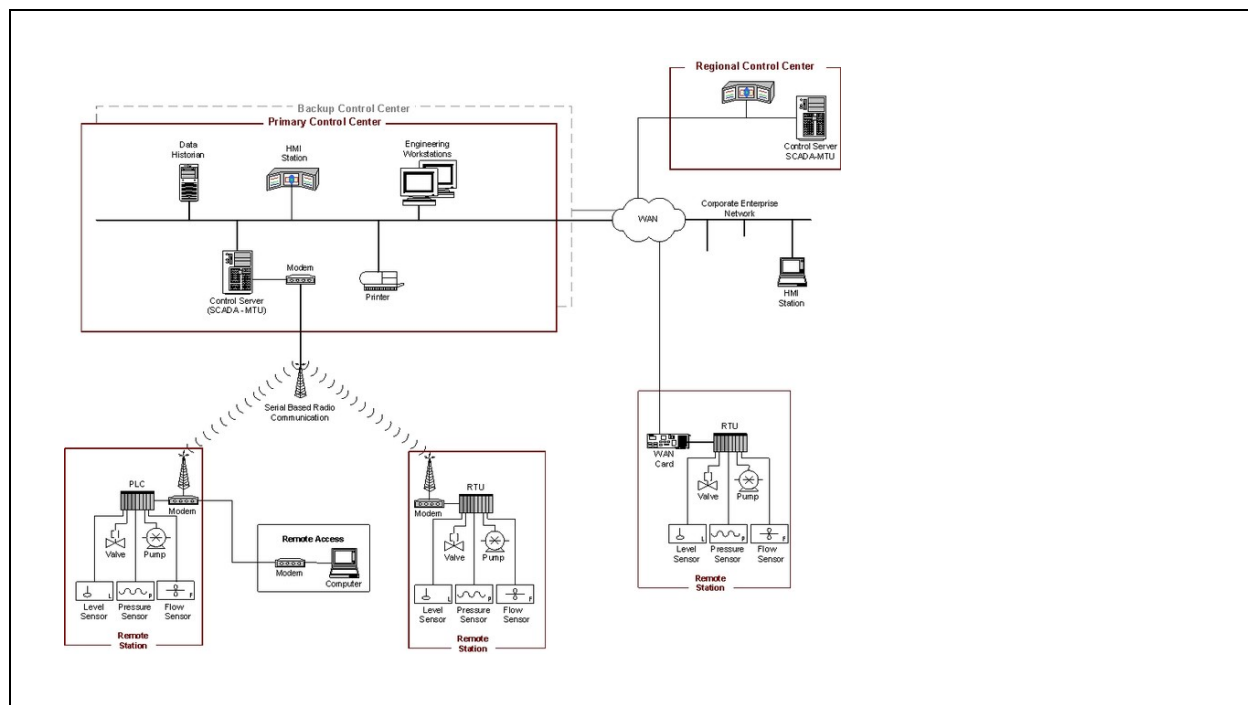 Regional Control Center
Control Server
SCADA-MTU
Backup Control Center
Primary Control Center
Data
Historian
HMI
Station
Engineering
Workstations
WAN
Corporate Enterprise
Network
HMI
Station
Control Server
(SCADA - MTU)
Modem
Printer
Serial Based Radio
Communication
PLC
Modem
Valve
Pump
Level
Sensor
L
Pressure
Sensor
P
Flow
Sensor
F
Remote
Station
Remote Access
Modem
Computer
Modem
RTU
Valve
Pump
Level
Sensor
L
Pressure
Sensor
P
Flow
Sensor
F
Remote
Station
WAN
Card
RTU
Valve
Pump
Level
Sensor
L
Pressure
Sensor
P
Flow
Sensor
F
Remote
Station